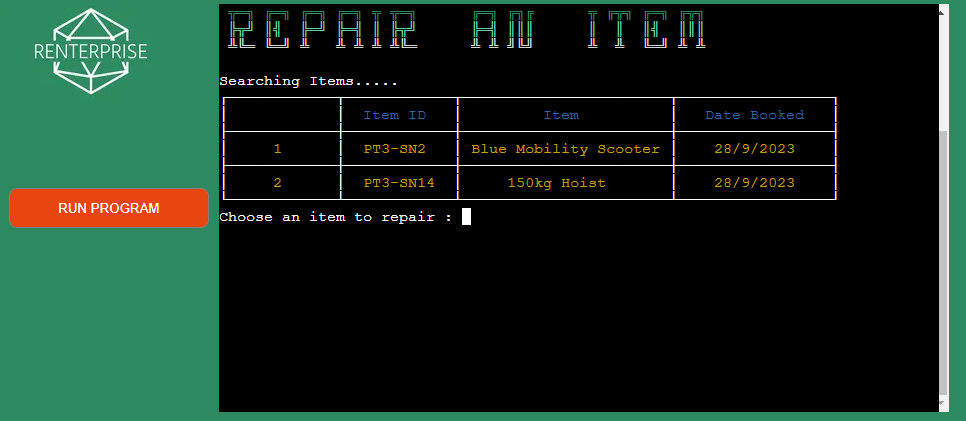 REPAIR AN ITEM
RENTERPRISE
Searching Items.....
Item ID Item Date Booked
1 PT3-SN2 Blue Mobility Scooter 28/9/2023
2 PT3-SN14 150kg Hoist 28/9/2023
RUN PROGRAM
Choose an item to repair :